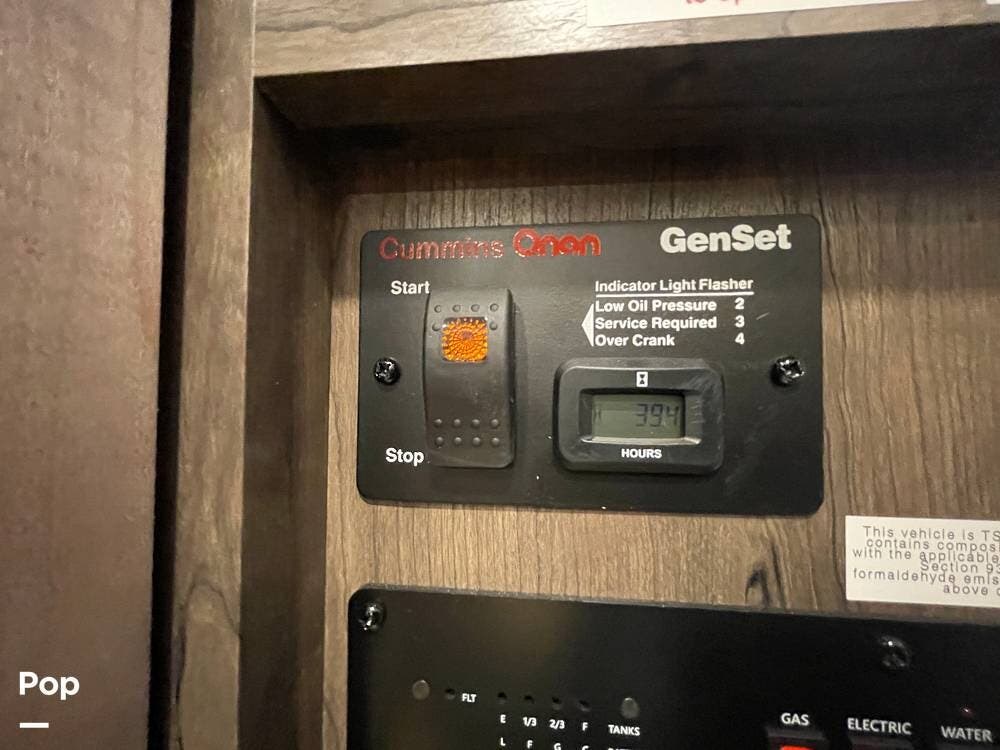 Cummins Onan
GenSet
Start
Indicator Light Flasher
Low Oil Pressure 2
Service Required 3
Over Crank 4
H 39.4
HOURS
Stop
This vehicle is TS
contains compos
with the applicable
Section 93
formaldehyde emis
above
FLT
E 1/3 2/3 F TANKS
L F G C
GAS ELECTRIC WATER
Pop